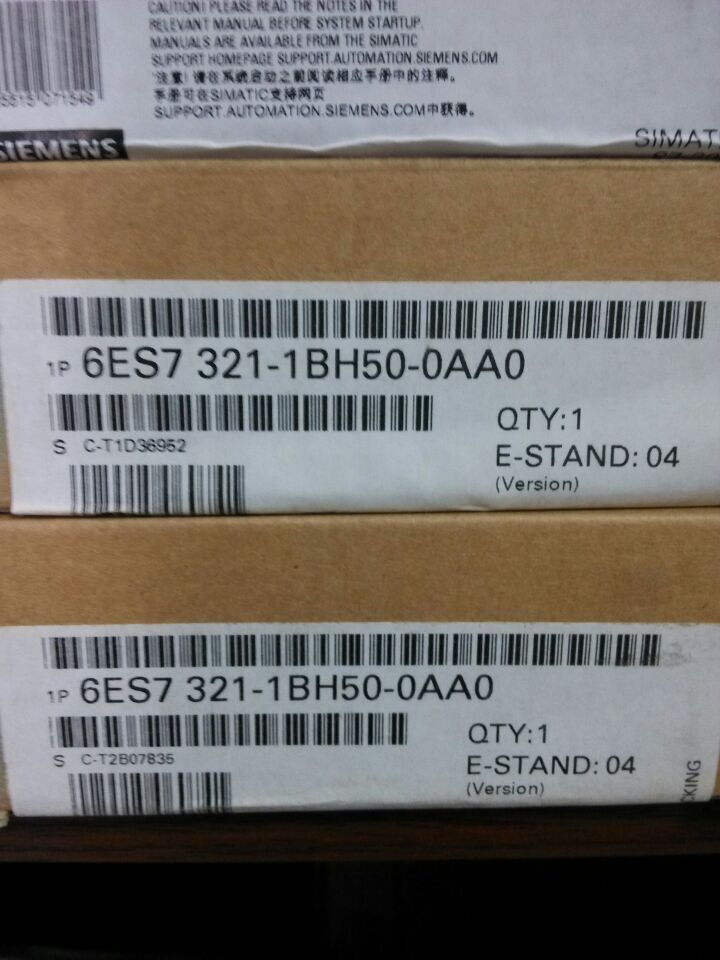 CAUTION! PLEASE READ THE NOTES IN THE
RELEVANT MANUAL BEFORE SYSTEM STARTUP.
MANUALS ARE AVAILABLE FROM THE SIMATIC
SUPPORT HOMEPAGE SUPPORT.AUTOMATION.SIEMENS.COM
注意! 请在系统启动之前阅读相应手册中的注释。
手册可在SIMATIC支持网页
SUPPORT.AUTOMATION.SIEMENS.COM中获得。
SIEMENS
SIMAT
1P 6ES7 321-1BH50-0AA0
QTY:1
S C-T1D36952
E-STAND: 04
(Version)
1P 6ES7 321-1BH50-0AA0
QTY:1
S C-T2B07835
E-STAND: 04
(Version)
KING